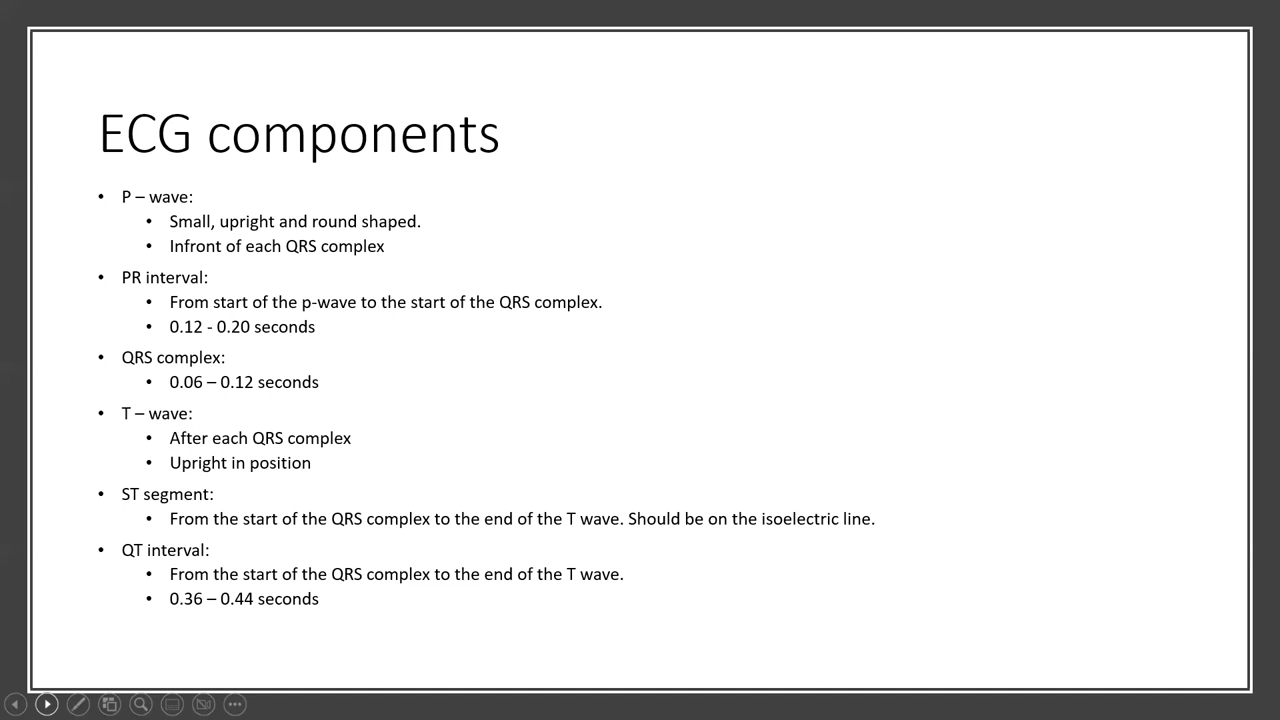 ECG components
• P – wave:
• Small, upright and round shaped.
• Infront of each QRS complex
• PR interval:
• From start of the p-wave to the start of the QRS complex.
• 0.12 - 0.20 seconds
• QRS complex:
• 0.06 – 0.12 seconds
• T – wave:
• After each QRS complex
• Upright in position
• ST segment:
• From the start of the QRS complex to the end of the T wave. Should be on the isoelectric line.
• QT interval:
• From the start of the QRS complex to the end of the T wave.
• 0.36 – 0.44 seconds